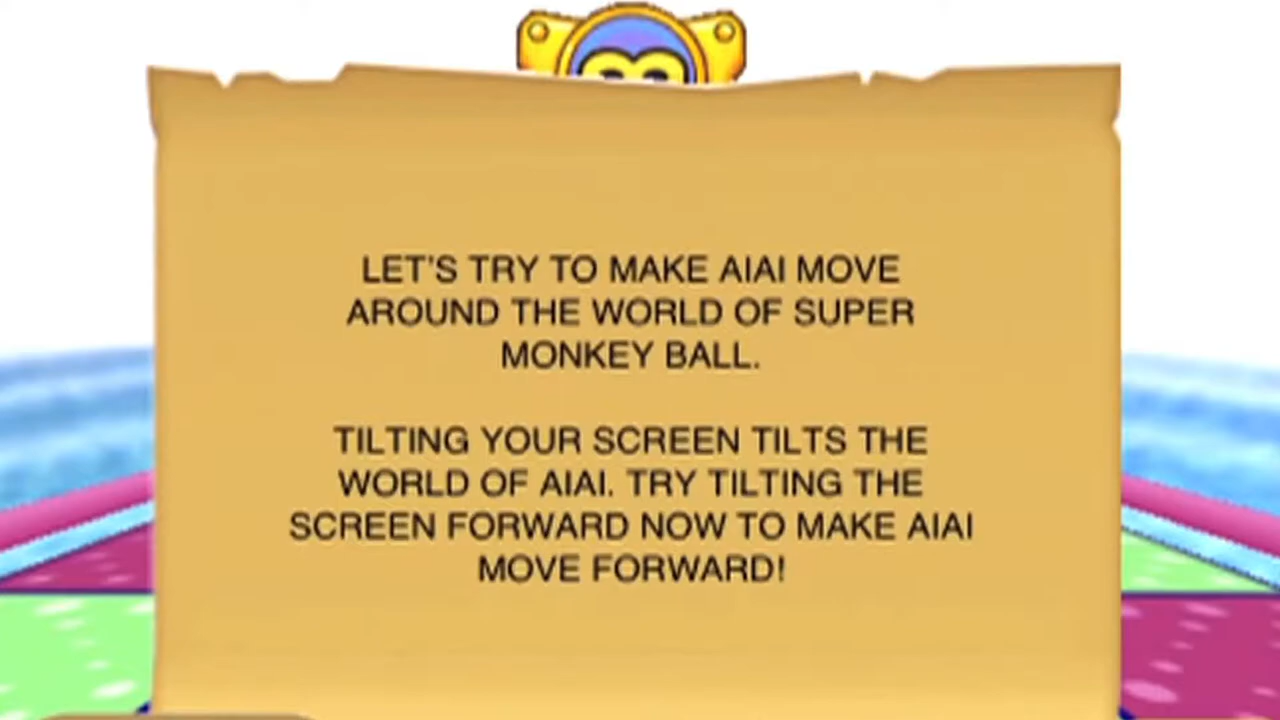 LET'S TRY TO MAKE AIAI MOVE
AROUND THE WORLD OF SUPER
MONKEY BALL.
TILTING YOUR SCREEN TILTS THE
WORLD OF AIAI. TRY TILTING THE
SCREEN FORWARD NOW TO MAKE AIAI
MOVE FORWARD!